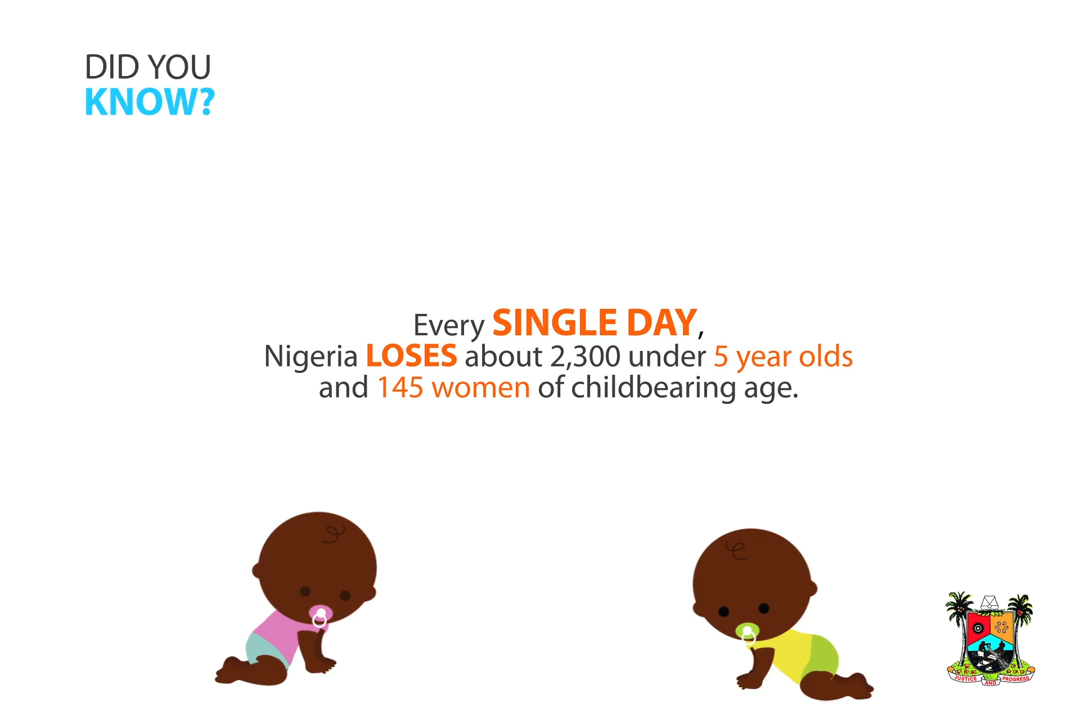 DID YOU
KNOW?
Every SINGLE DAY,
Nigeria LOSES about 2,300 under 5 year olds
and 145 women of childbearing age.
JUSTICE AND PROGRESS